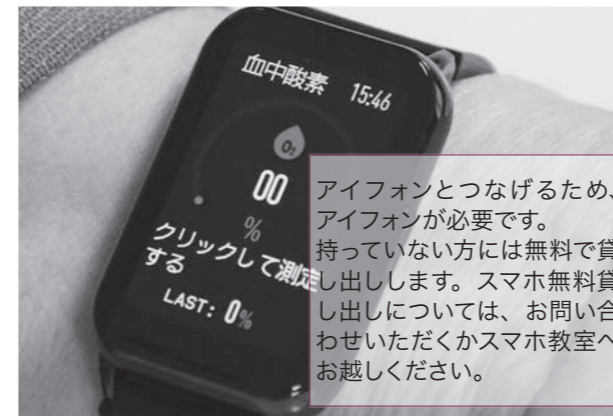 血中酸素 15:46
O₂
00
%
クリックして測定
する
LAST: 0%
アイフォンとつなげるため、
アイフォンが必要です。
持っていない方には無料で貸
し出しします。スマホ無料貸
し出しについては、お問い合
わせいただくかスマホ教室へ
お越しください。